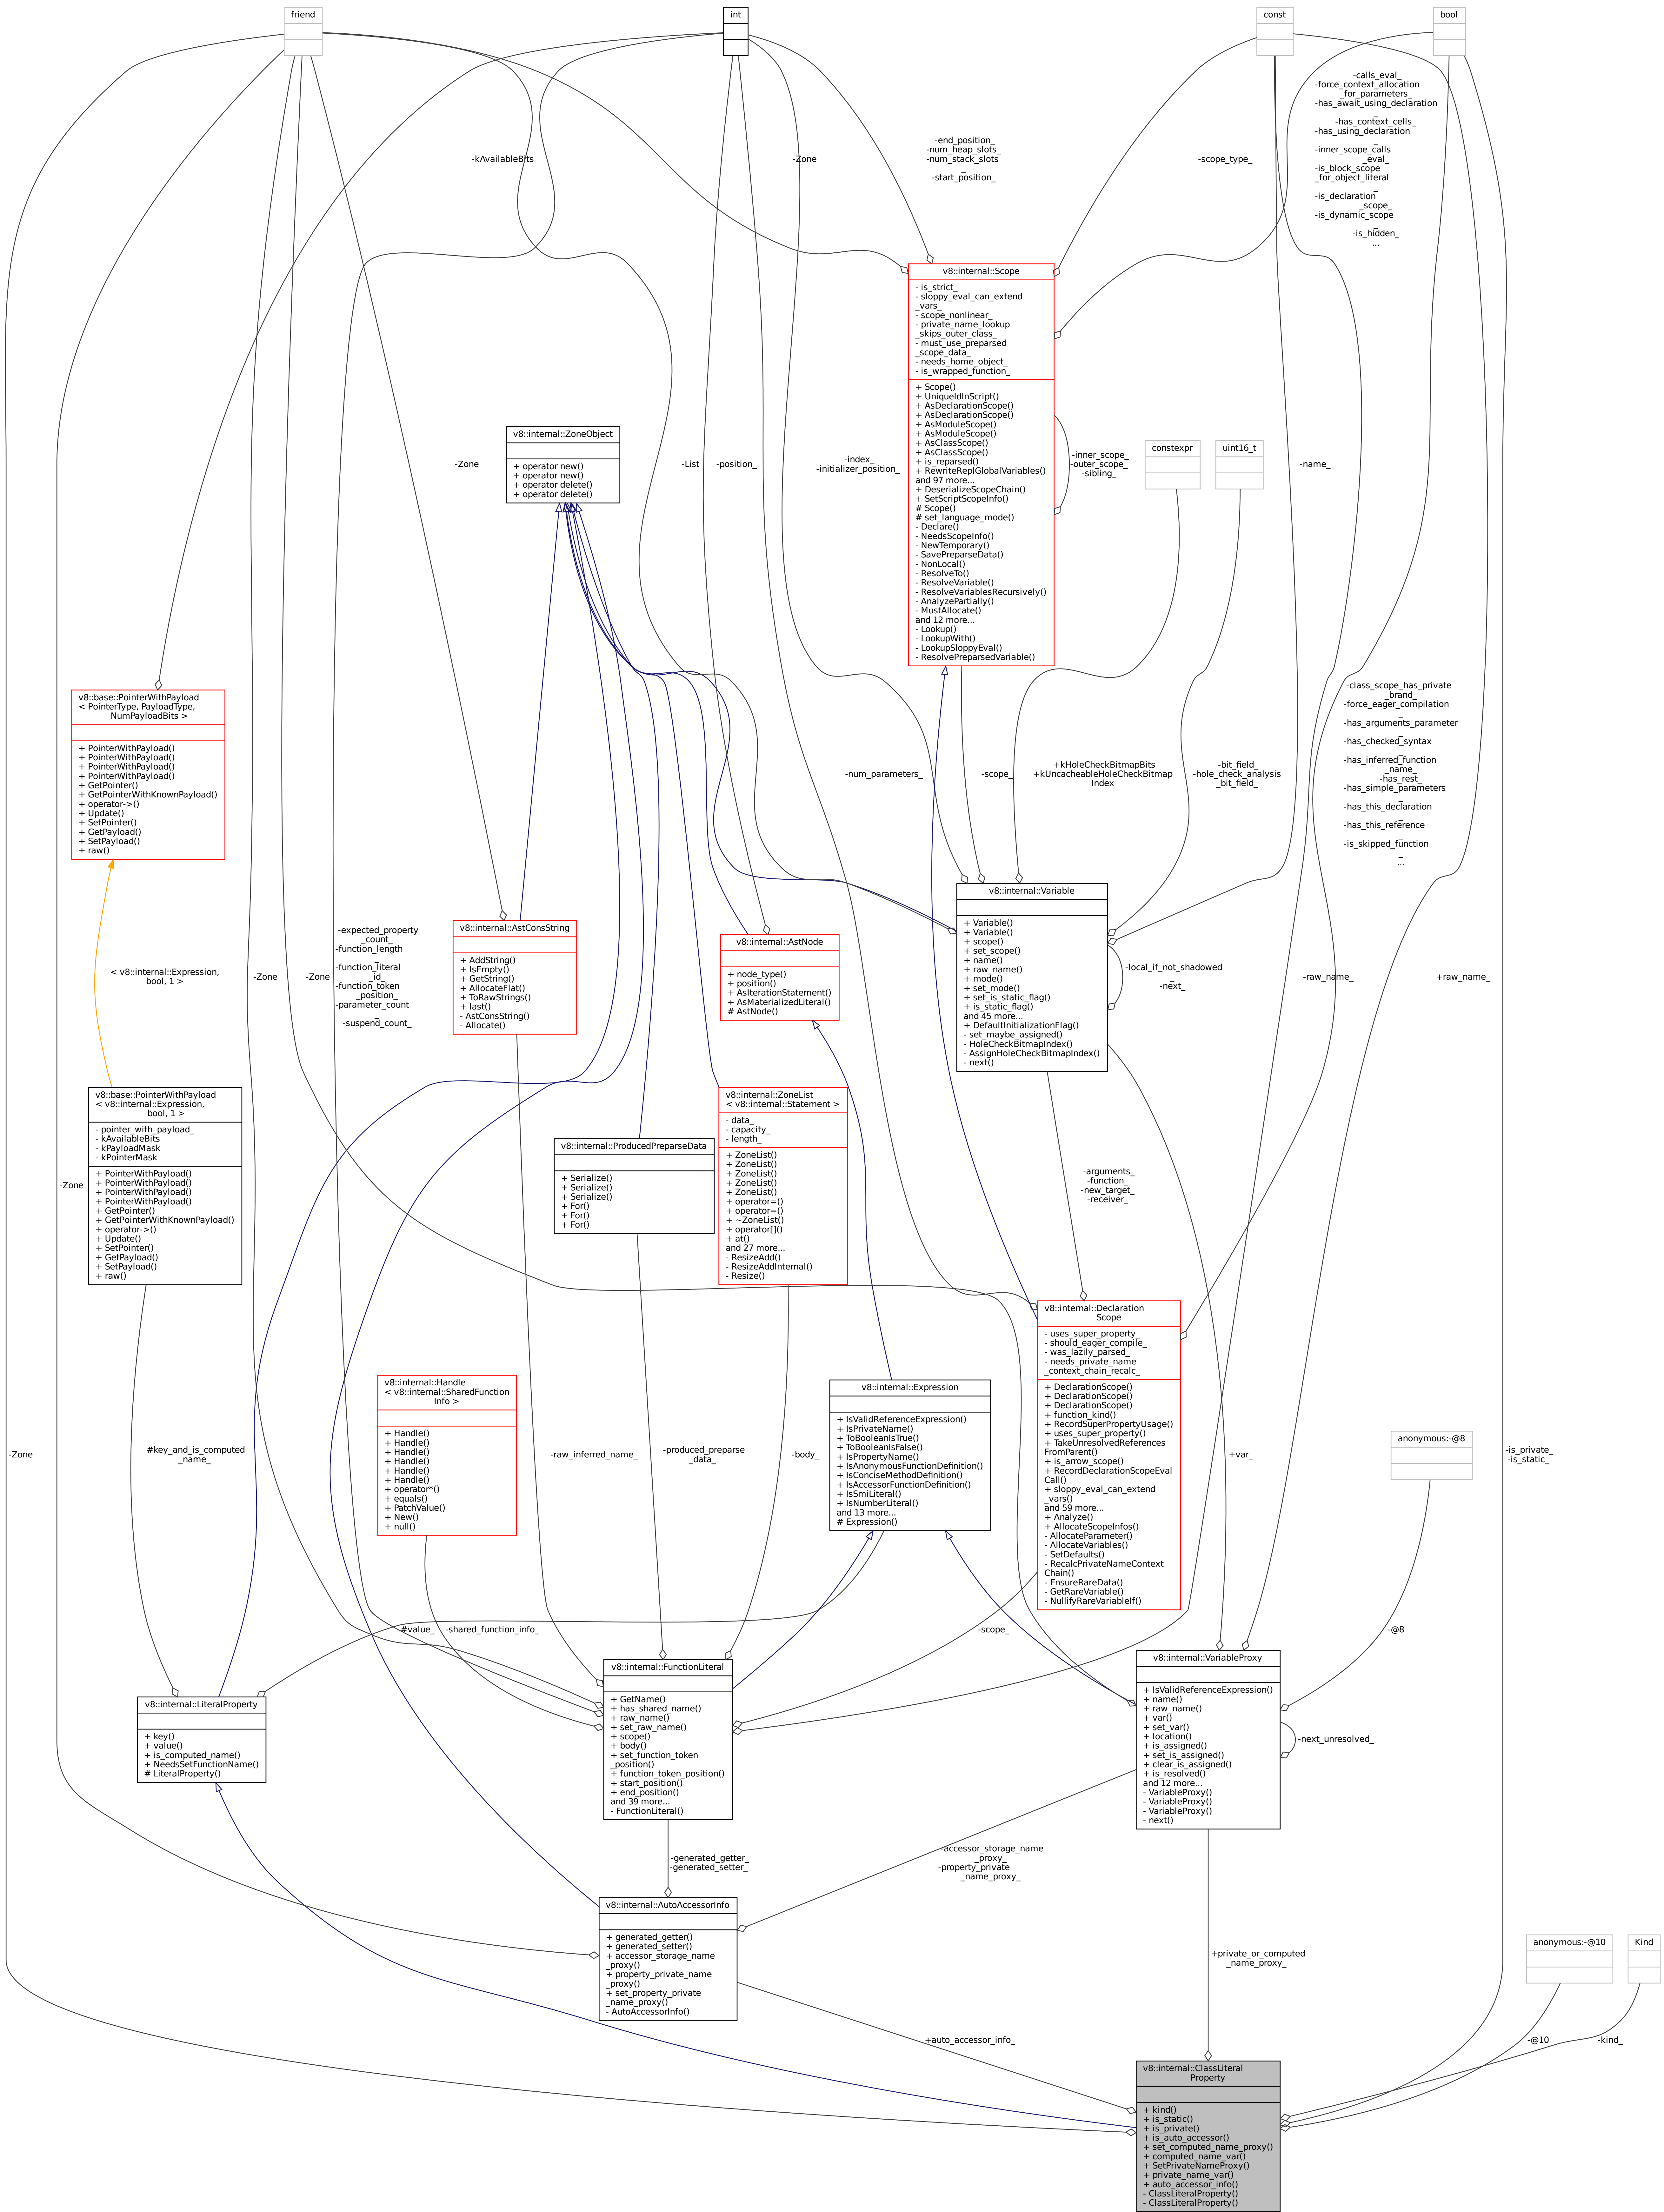 friend
int
const
bool
-calls_eval_
-force_context_allocation
_for_parameters_
-has_await_using_declaration
_
-has_context_cells_
-has_using_declaration
_
-inner_scope_calls
_eval_
-is_block_scope
_for_object_literal
_
-is_declaration
_scope_
-is_dynamic_scope
_
-is_hidden_
...
-kAvailableBits
-Zone
-end_position_
-num_heap_slots_
-num_stack_slots
_
-start_position_
-scope_type_
v8::internal::Scope
- is_strict_
- sloppy_eval_can_extend
_vars_
- scope_nonlinear_
- private_name_lookup
_skips_outer_class_
- must_use_preparsed
_scope_data_
- needs_home_object_
- is_wrapped_function_
+ Scope()
+ UniqueIdInScript()
+ AsDeclarationScope()
+ AsDeclarationScope()
+ AsModuleScope()
+ AsModuleScope()
+ AsClassScope()
+ AsClassScope()
+ is_reparsed()
+ RewriteReplGlobalVariables()
and 97 more...
+ DeserializeScopeChain()
+ SetScriptScopeInfo()
# Scope()
# set_language_mode()
- Declare()
- NeedsScopeInfo()
- NewTemporary()
- SavePreparseData()
- NonLocal()
- ResolveTo()
- ResolveVariable()
- ResolveVariablesRecursively()
- AnalyzePartially()
- MustAllocate()
and 12 more...
- Lookup()
- LookupWith()
- LookupSloppyEval()
- ResolvePreparsedVariable()
v8::internal::ZoneObject
+ operator new()
+ operator new()
+ operator delete()
+ operator delete()
-Zone
-List
-position_
-index_
-initializer_position_
-inner_scope_
-outer_scope_
-sibling_
constexpr
uint16_t
-name_
v8::base::PointerWithPayload
< PointerType, PayloadType,
NumPayloadBits >
+ PointerWithPayload()
+ PointerWithPayload()
+ PointerWithPayload()
+ PointerWithPayload()
+ GetPointer()
+ GetPointerWithKnownPayload()
+ operator->()
+ Update()
+ SetPointer()
+ GetPayload()
+ SetPayload()
+ raw()
-num_parameters_
-scope_
+kHoleCheckBitmapBits
+kUncacheableHoleCheckBitmap
Index
-bit_field_
-hole_check_analysis
_bit_field_
-class_scope_has_private
_brand_
-force_eager_compilation
_
-has_arguments_parameter
_
-has_checked_syntax
_
-has_inferred_function
_name_
-has_rest_
-has_simple_parameters
_
-has_this_declaration
_
-has_this_reference
_
-is_skipped_function
_
...
< v8::internal::Expression,
bool, 1 >
-expected_property
_count_
-function_length
_
-function_literal
_id_
-function_token
_position_
-parameter_count
_
-suspend_count_
-Zone
-Zone
v8::internal::AstConsString
+ AddString()
+ IsEmpty()
+ GetString()
+ AllocateFlat()
+ ToRawStrings()
+ last()
- AstConsString()
- Allocate()
v8::internal::AstNode
+ node_type()
+ position()
+ AsIterationStatement()
+ AsMaterializedLiteral()
# AstNode()
v8::internal::Variable
+ Variable()
+ Variable()
+ scope()
+ set_scope()
+ name()
+ raw_name()
+ mode()
+ set_mode()
+ set_is_static_flag()
+ is_static_flag()
and 45 more...
+ DefaultInitializationFlag()
- set_maybe_assigned()
- HoleCheckBitmapIndex()
- AssignHoleCheckBitmapIndex()
- next()
-local_if_not_shadowed
_
-next_
-raw_name_
+raw_name_
v8::base::PointerWithPayload
< v8::internal::Expression,
bool, 1 >
- pointer_with_payload_
- kAvailableBits
- kPayloadMask
- kPointerMask
+ PointerWithPayload()
+ PointerWithPayload()
+ PointerWithPayload()
+ PointerWithPayload()
+ GetPointer()
+ GetPointerWithKnownPayload()
+ operator->()
+ Update()
+ SetPointer()
+ GetPayload()
+ SetPayload()
+ raw()
-Zone
v8::internal::ProducedPreparseData
+ Serialize()
+ Serialize()
+ Serialize()
+ For()
+ For()
+ For()
v8::internal::ZoneList
< v8::internal::Statement >
- data_
- capacity_
- length_
+ ZoneList()
+ ZoneList()
+ ZoneList()
+ ZoneList()
+ ZoneList()
+ operator=()
+ operator=()
+ ~ZoneList()
+ operator[]()
+ at()
and 27 more...
- ResizeAdd()
- ResizeAddInternal()
- Resize()
-arguments_
-function_
-new_target_
-receiver_
v8::internal::Declaration
Scope
- uses_super_property_
- should_eager_compile_
- was_lazily_parsed_
- needs_private_name
_context_chain_recalc_
+ DeclarationScope()
+ DeclarationScope()
+ DeclarationScope()
+ function_kind()
+ RecordSuperPropertyUsage()
+ uses_super_property()
+ TakeUnresolvedReferences
FromParent()
+ is_arrow_scope()
+ RecordDeclarationScopeEval
Call()
+ sloppy_eval_can_extend
_vars()
and 59 more...
+ Analyze()
+ AllocateScopeInfos()
- AllocateParameter()
- AllocateVariables()
- SetDefaults()
- RecalcPrivateNameContext
Chain()
- EnsureRareData()
- GetRareVariable()
- NullifyRareVariableIf()
v8::internal::Handle
< v8::internal::SharedFunction
Info >
+ Handle()
+ Handle()
+ Handle()
+ Handle()
+ Handle()
+ Handle()
+ operator*()
+ equals()
+ PatchValue()
+ New()
+ null()
v8::internal::Expression
+ IsValidReferenceExpression()
+ IsPrivateName()
+ ToBooleanIsTrue()
+ ToBooleanIsFalse()
+ IsPropertyName()
+ IsAnonymousFunctionDefinition()
+ IsConciseMethodDefinition()
+ IsAccessorFunctionDefinition()
+ IsSmiLiteral()
+ IsNumberLiteral()
and 13 more...
# Expression()
-Zone
#key_and_is_computed
_name_
-raw_inferred_name_
-produced_preparse
_data_
-body_
+var_
anonymous:-@8
-is_private_
-is_static_
#value_
-shared_function_info_
-scope_
-@8
v8::internal::LiteralProperty
+ key()
+ value()
+ is_computed_name()
+ NeedsSetFunctionName()
# LiteralProperty()
v8::internal::FunctionLiteral
+ GetName()
+ has_shared_name()
+ raw_name()
+ set_raw_name()
+ scope()
+ body()
+ set_function_token
_position()
+ function_token_position()
+ start_position()
+ end_position()
and 39 more...
- FunctionLiteral()
v8::internal::VariableProxy
+ IsValidReferenceExpression()
+ name()
+ raw_name()
+ var()
+ set_var()
+ location()
+ is_assigned()
+ set_is_assigned()
+ clear_is_assigned()
+ is_resolved()
and 12 more...
- VariableProxy()
- VariableProxy()
- VariableProxy()
- next()
-next_unresolved_
-generated_getter_
-generated_setter_
-accessor_storage_name
_proxy_
-property_private
_name_proxy_
v8::internal::AutoAccessorInfo
+ generated_getter()
+ generated_setter()
+ accessor_storage_name
_proxy()
+ property_private_name
_proxy()
+ set_property_private
_name_proxy()
- AutoAccessorInfo()
+private_or_computed
_name_proxy_
anonymous:-@10
Kind
+auto_accessor_info_
-@10
-kind_
v8::internal::ClassLiteral
Property
+ kind()
+ is_static()
+ is_private()
+ is_auto_accessor()
+ set_computed_name_proxy()
+ computed_name_var()
+ SetPrivateNameProxy()
+ private_name_var()
+ auto_accessor_info()
- ClassLiteralProperty()
- ClassLiteralProperty()